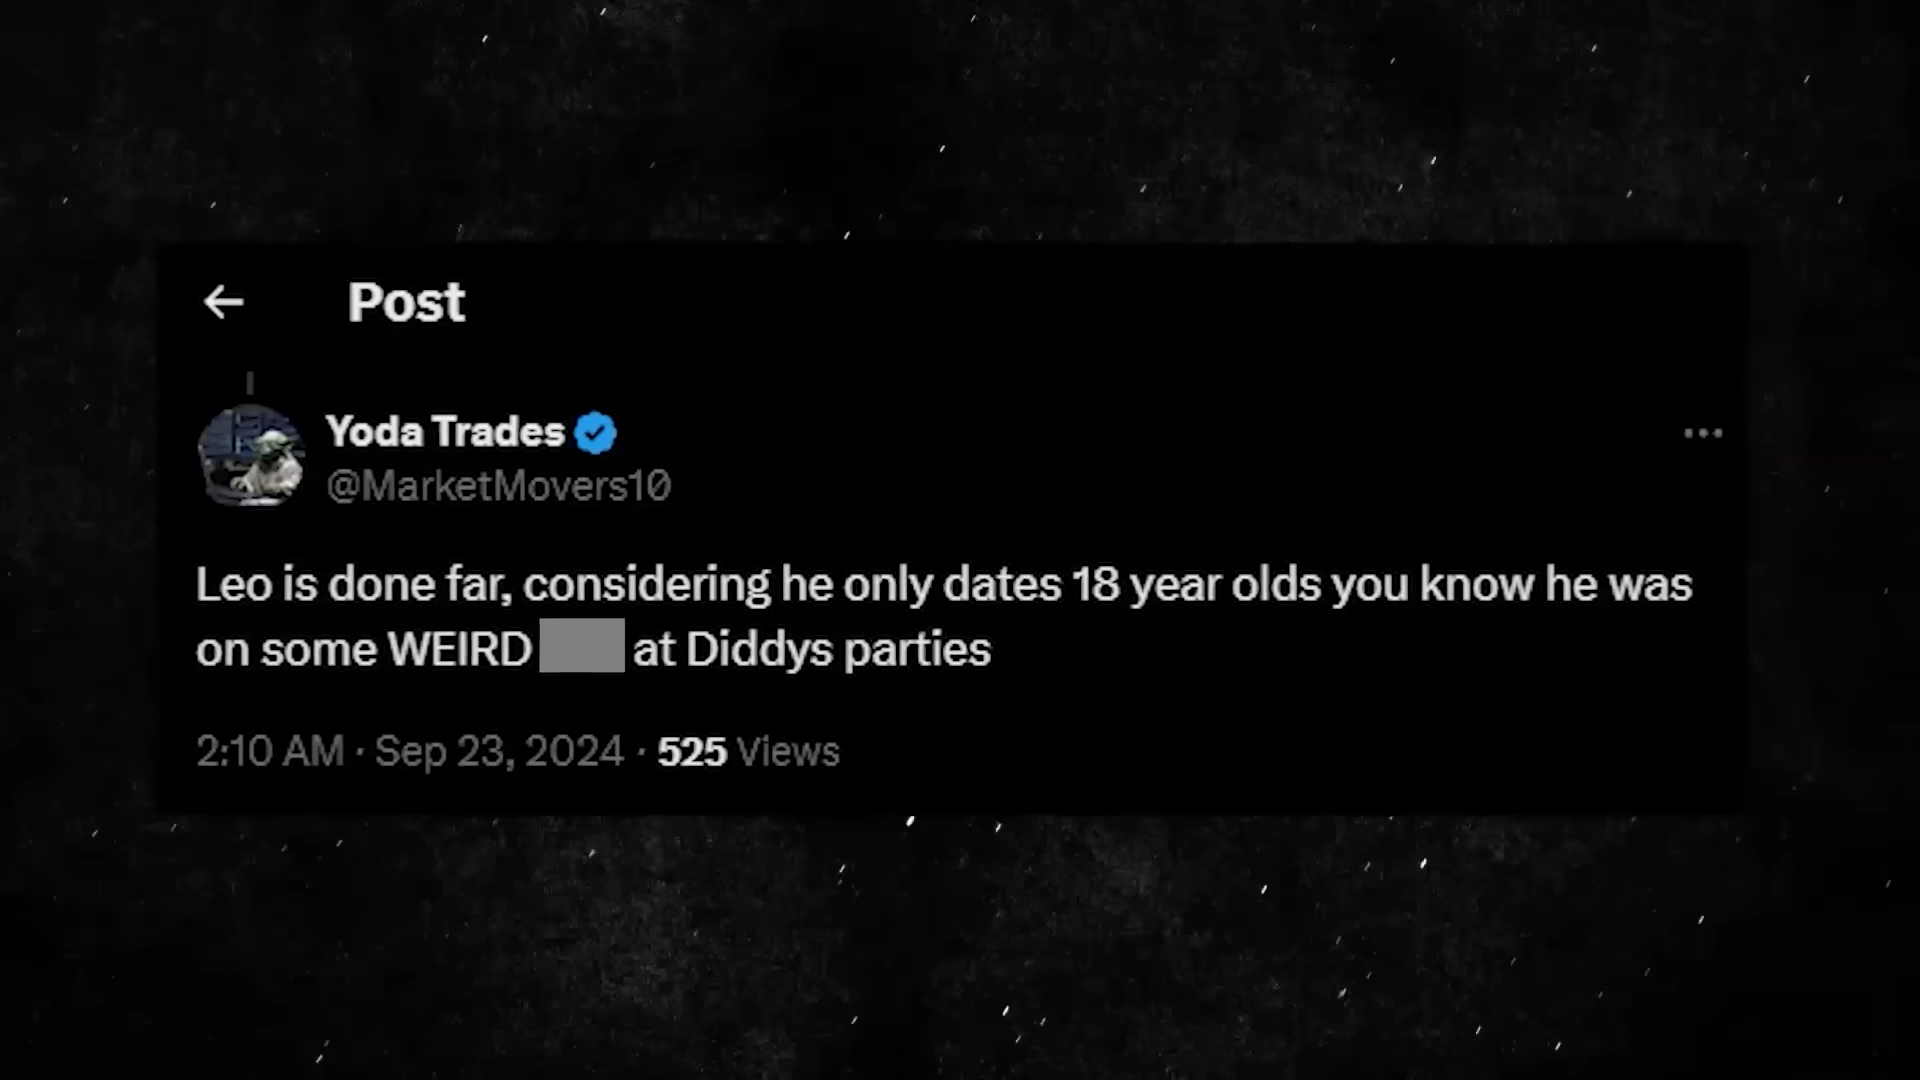 Post
Yoda Trades
@MarketMovers10
Leo is done far, considering he only dates 18 year olds you know he was
on some WEIRD at Diddys parties
2:10 AM · Sep 23, 2024 · 525 Views